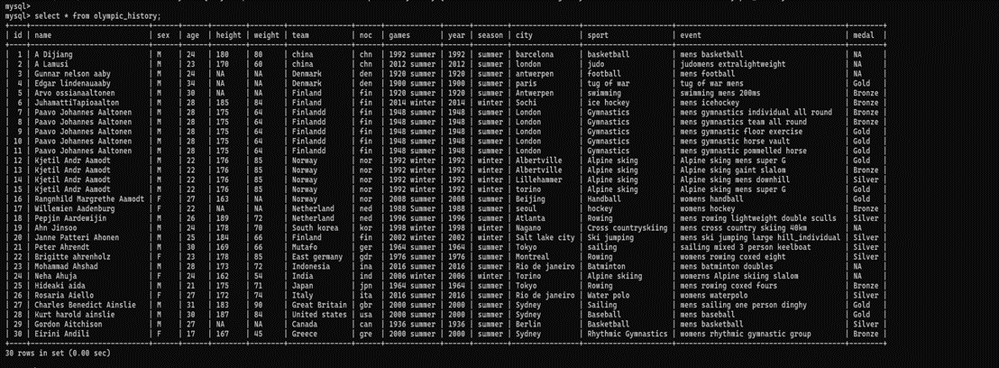 mysql>
mysql> select * from olympic_history;
| id | name | sex | age | height | weight | team | noc | games | year | season | city | sport | event | medal |
| 1 | A Dijiang | M | 24 | 180 | 80 | china | chn | 1992 summer | 1992 | summer | barcelona | basketball | mens basketball | NA |
| 2 | A Lamusi | M | 23 | 170 | 60 | china | chn | 2012 summer | 2012 | summer | london | judo | judomens extralightweight | NA |
| 3 | Gunnar nelson aaby | M | 24 | NA | NA | Denmark | den | 1920 summer | 1920 | summer | antwerpen | football | mens football | NA |
| 4 | Edgar lindenauaaby | M | 34 | NA | NA | Denmark | den | 1900 summer | 1900 | summer | paris | tug of war | tug of war mens | Gold |
| 5 | Arvo ossianaaltonen | M | 30 | NA | NA | Finland | fin | 1920 summer | 1920 | summer | Antwerpen | swimming | swimming mens 200ms | Bronze |
| 6 | JuhamattiTapioaalton | M | 28 | 185 | 84 | Finland | fin | 2014 winter | 2014 | winter | Sochi | ice hockey | mens icehockey | Bronze |
| 7 | Paavo Johannes Aaltonen | M | 28 | 175 | 64 | Finlandd | fin | 1948 summer | 1948 | summer | London | Gymnastics | mens gymnastics individual all round | Bronze |
| 8 | Paavo Johannes Aaltonen | M | 28 | 175 | 64 | Finlandd | fin | 1948 summer | 1948 | summer | London | Gymnastics | mens gymnastics team all round | Bronze |
| 9 | Paavo Johannes Aaltonen | M | 28 | 175 | 64 | Finlandd | fin | 1948 summer | 1948 | summer | London | Gymnastics | mens gymnastic floor exercise | Gold |
| 10 | Paavo Johannes Aaltonen | M | 28 | 175 | 64 | Finlandd | fin | 1948 summer | 1948 | summer | London | Gymnastics | mens gymnastic horse vault | Gold |
| 11 | Paavo Johannes Aaltonen | M | 28 | 175 | 64 | Finlandd | fin | 1948 summer | 1948 | summer | London | Gymnastics | mens gymnastic pommelled horse | Gold |
| 12 | Kjetil Andr Aamodt | M | 22 | 176 | 85 | Norway | nor | 1992 winter | 1992 | winter | Albertville | Alpine sking | Alpine sking mens super G | Gold |
| 13 | Kjetil Andr Aamodt | M | 22 | 176 | 85 | Norway | nor | 1992 winter | 1992 | winter | Albertville | Alpine sking | Alpine sking gaint slalom | Bronze |
| 14 | Kjetil Andr Aamodt | M | 22 | 176 | 85 | Norway | nor | 1992 winter | 1992 | winter | Lillehammer | Alpine sking | Alpine sking mens downhill | Silver |
| 15 | Kjetil Andr Aamodt | M | 22 | 176 | 85 | Norway | nor | 1992 winter | 1992 | winter | torino | Alpine sking | Alpine sking mens super G | Gold |
| 16 | Rangnhild Margrethe Aamodt | F | 27 | 163 | NA | Norway | nor | 2008 summer | 2008 | summer | Beijing | Handball | womens handball | Gold |
| 17 | Willemien Aadenburg | F | 22 | NA | NA | Netherland | ned | 1988 Summer | 1988 | summer | seoul | hockey | womens hockey | Bronze |
| 18 | Pepjin Aardewijin | M | 26 | 189 | 72 | Netherland | ned | 1996 summer | 1996 | summer | Atlanta | Rowing | mens rowing lightweight double sculls | Silver |
| 19 | Ahn Jinsoo | M | 24 | 178 | 70 | South korea | kor | 1998 winter | 1998 | winter | Nagano | Cross countryskiing | mens cross country skiing 40km | NA |
| 20 | Janne Patteri Ahonen | M | 25 | 184 | 66 | Finland | fin | 2002 winter | 2002 | winter | Salt lake city | Ski jumping | mens ski jumping large hill_individual | Silver |
| 21 | Peter Ahrendt | M | 30 | 169 | 66 | Mutafo | ger | 1964 summer | 1964 | summer | Tokyo | sailing | sailing mixed 3 person keelboat | Silver |
| 22 | Brigitte ahrenholz | F | 23 | 178 | 85 | East germany | gdr | 1976 summer | 1976 | summer | Montreal | Rowing | womens rowing coxed eight | Silver |
| 23 | Mohammad Ahshad | M | 28 | 173 | 72 | Indonesia | ina | 2016 summer | 2016 | summer | Rio de janeiro | Batminton | mens batminton doubles | NA |
| 24 | Neha Ahuja | F | 24 | 162 | 54 | India | ind | 2006 winter | 2006 | winter | Torino | Alpine sking | womerns Alpine skiing slalom | NA |
| 25 | Hideaki aida | M | 21 | 175 | 71 | Japan | jpn | 1964 summer | 1964 | summer | Tokyo | Rowing | mens rowing coxed fours | Bronze |
| 26 | Rosaria Aiello | F | 27 | 172 | 74 | Italy | ita | 2016 summer | 2016 | summer | Rio de janeiro | Water polo | womens waterpolo | Silver |
| 27 | Charles Benedict Ainslie | M | 31 | 183 | 90 | Great Britain | gbr | 2000 summer | 2000 | summer | Sydney | Sailing | mens sailing one person dinghy | Gold |
| 28 | Kurt harold ainslie | M | 30 | 187 | 84 | United states | usa | 2000 summer | 2000 | summer | Sydney | Baseball | mens baseball | Gold |
| 29 | Gordon Aitchison | M | 27 | NA | NA | Canada | can | 1936 summer | 1936 | summer | Berlin | Basketball | mens basketball | Silver |
| 30 | Eirini Andili | F | 17 | 167 | 45 | Greece | gre | 2000 summer | 2000 | summer | Sydney | Rhythmic Gymnastics | womens rhythmic gymnastic group | Bronze |
30 rows in set (0.00 sec)